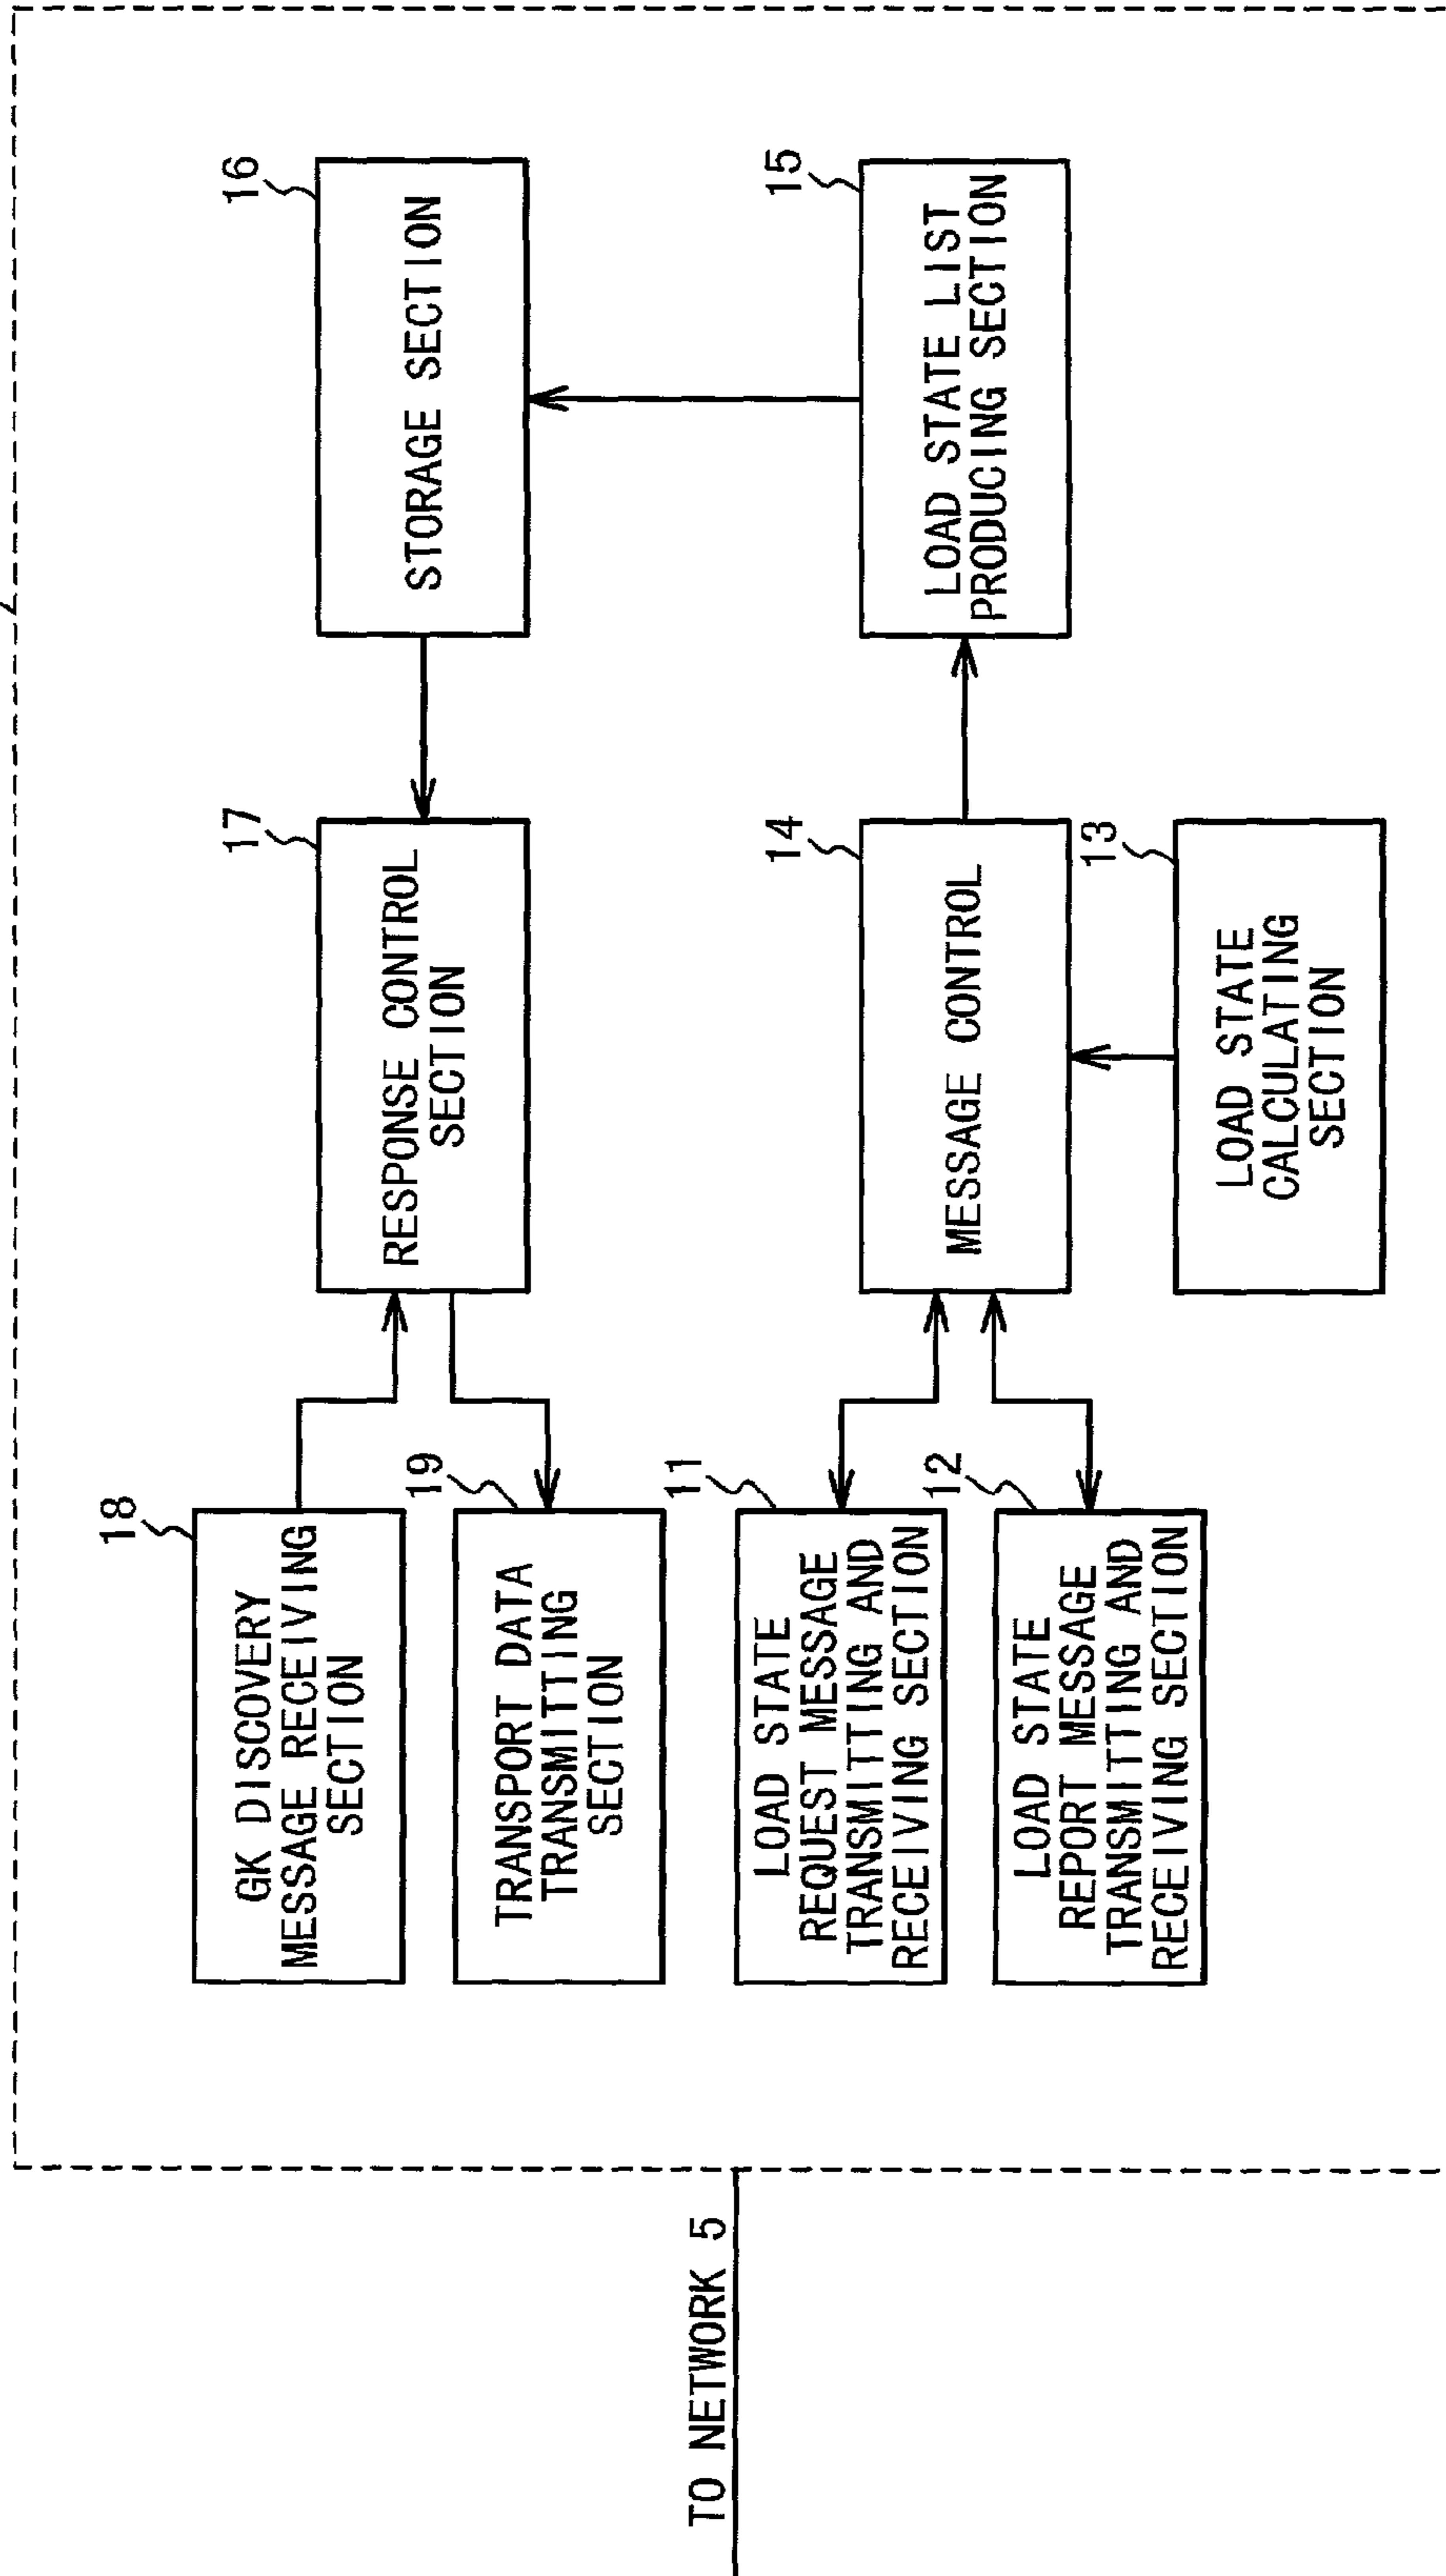 18
GK DISCOVERY
MESSAGE RECEIVING
SECTION
17
RESPONSE CONTROL
SECTION
16
STORAGE SECTION
19
TRANSPORT DATA
TRANSMITTING
SECTION
TO NETWORK 5
11
LOAD STATE
REQUEST MESSAGE
TRANSMITTING AND
RECEIVING SECTION
14
MESSAGE CONTROL
15
LOAD STATE LIST
PRODUCING SECTION
12
LOAD STATE
REPORT MESSAGE
TRANSMITTING AND
RECEIVING SECTION
13
LOAD STATE
CALCULATING
SECTION